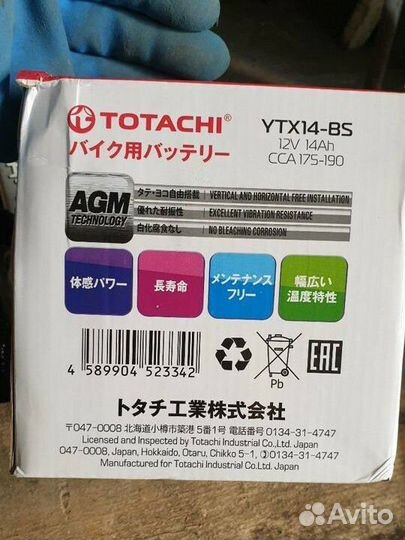 TOTACHI®
バイク用バッテリー
YTX14-BS
12V 14Ah
CCA 175-190
AGM
TECHNOLOGY
タテ・ヨコ自由搭載 VERTICAL AND HORIZONTAL FREE INSTALLATION
優れた耐振性 EXCELLENT VIBRATION RESISTANCE
白化腐食なし NO BLEACHING CORROSION
体感パワー
長寿命
メンテナンス
フリー
幅広い
温度特性
4 589904 523342
Pb
EAC
トタチ工業株式会社
〒047-0008 北海道小樽市築港 5番1号 電話番号 0134-31-4747
Licensed and Inspected by Totachi Industrial Co.,Ltd. Japan
047-0008, Japan, Hokkaido, Otaru, Chikko 5-1, ☎0134-31-4747
Manufactured for Totachi Industrial Co.Ltd. Japan
Avito